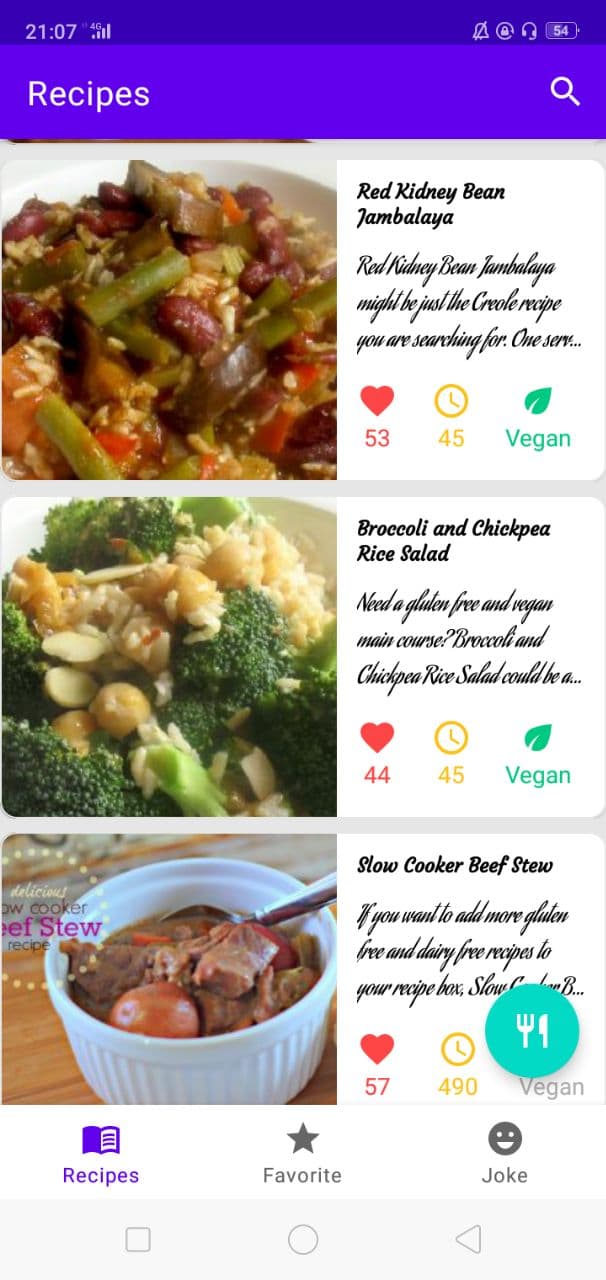 21:07 4G 54
Recipes
Red Kidney Bean
Jambalaya
Red Kidney Bean Jambalaya
might be just the Creole recipe
you are searching for. One serv...
53 45 Vegan
Broccoli and Chickpea
Rice Salad
Need a gluten free and vegan
main course? Broccoli and
Chickpea Rice Salad could be a...
44 45 Vegan
delicious
ow cooker
eef Stew
recipe
Slow Cooker Beef Stew
If you want to add more gluten
free and dairy free recipes to
your recipe box, Slow Cooker B...
57 490 Vegan
Recipes Favorite Joke